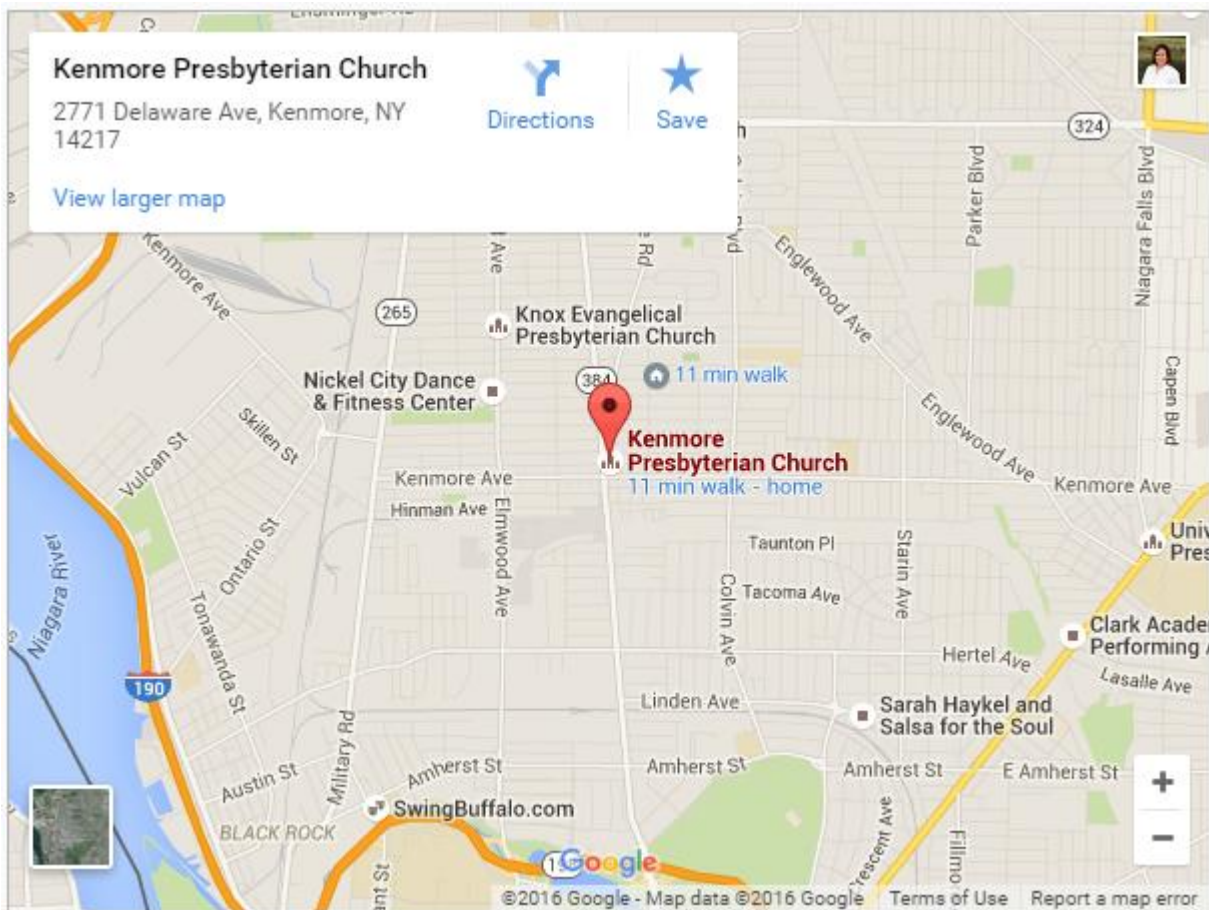 Kenmore Presbyterian Church
2771 Delaware Ave, Kenmore, NY
14217
Directions
Save
View larger map
324
Parker Blvd
Niagara Falls Blvd
Kenmore Ave
Ave
Rd
Englewood Ave
265
Knox Evangelical
Presbyterian Church
384
11 min walk
Nickel City Dance
& Fitness Center
Capen Blvd
Skillen St
Englewood Ave
Kenmore
Presbyterian Church
11 min walk - home
Vulcan St
Kenmore Ave
Kenmore Ave
Hinman Ave
Elmwood Ave
Ontario St
Taunton Pl
Starin Ave
Univ
Pres
Niagara River
Tonawanda St
Colvin Ave
Tacoma Ave
Clark Acade
Performing
Hertel Ave
Lasalle Ave
190
Linden Ave
Sarah Haykel and
Salsa for the Soul
Military Rd
Austin St
Amherst St
Amherst St
Amherst St
E Amherst St
SwingBuffalo.com
BLACK ROCK
Crescent Ave
Fillmo
Google
©2016 Google - Map data ©2016 Google
Terms of Use
Report a map error